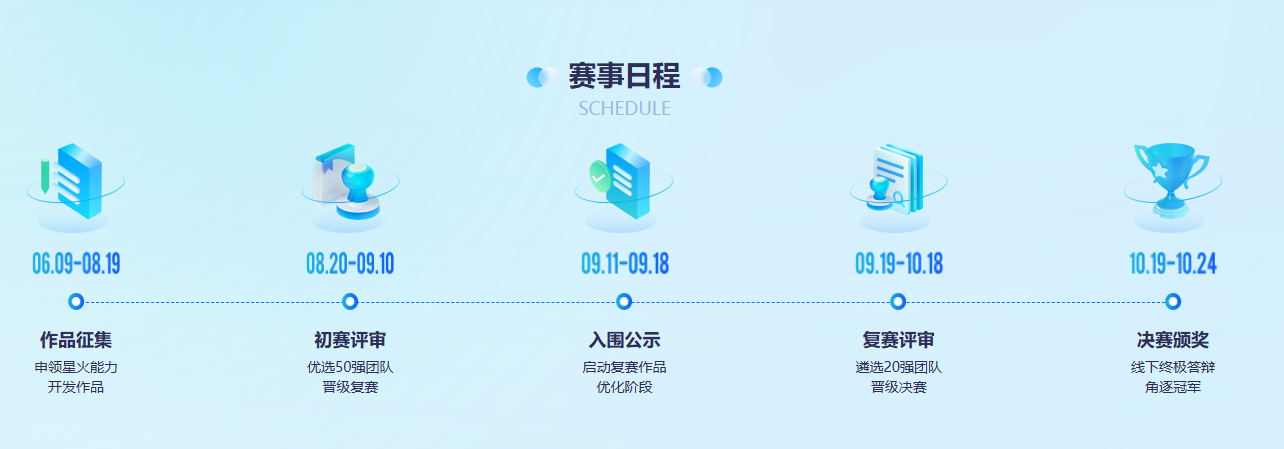 赛事日程
SCHEDULE
06.09-08.19
08.20-09.10
09.11-09.18
09.19-10.18
10.19-10.24
作品征集
初赛评审
入围公示
复赛评审
决赛颁奖
申领星火能力
优选50强团队
启动复赛作品
遴选20强团队
线下终极答辩
开发作品
晋级复赛
优化阶段
晋级决赛
角逐冠军